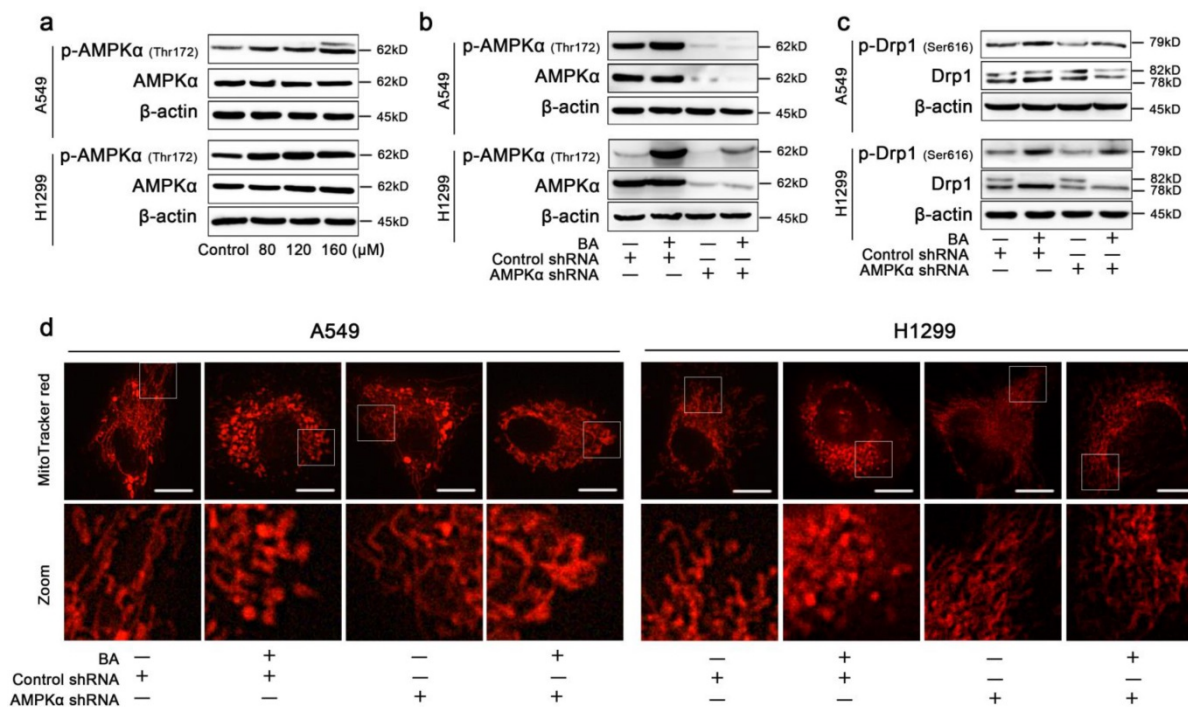 a
A549
p-AMPKα (Thr172)
62kD
AMPKα
62kD
β-actin
45kD
H1299
p-AMPKα (Thr172)
62kD
AMPKα
62kD
β-actin
45kD
Control 80 120 160 (μM)
b
p-AMPKα (Thr172)
62kD
A549
AMPKα
62kD
β-actin
45kD
H1299
p-AMPKα (Thr172)
62kD
AMPKα
62kD
β-actin
45kD
BA — + — +
Control shRNA + + — —
AMPKα shRNA — — + +
c
p-Drp1 (Ser616)
79kD
A549
Drp1
82kD
78kD
β-actin
45kD
H1299
p-Drp1 (Ser616)
79kD
Drp1
82kD
78kD
β-actin
45kD
BA — + — +
Control shRNA + + — —
AMPKα shRNA — — + +
d
A549
H1299
MitoTracker red
Zoom
BA — + — + — + — +
Control shRNA + + — — + + — —
AMPKα shRNA — — + + — — + +